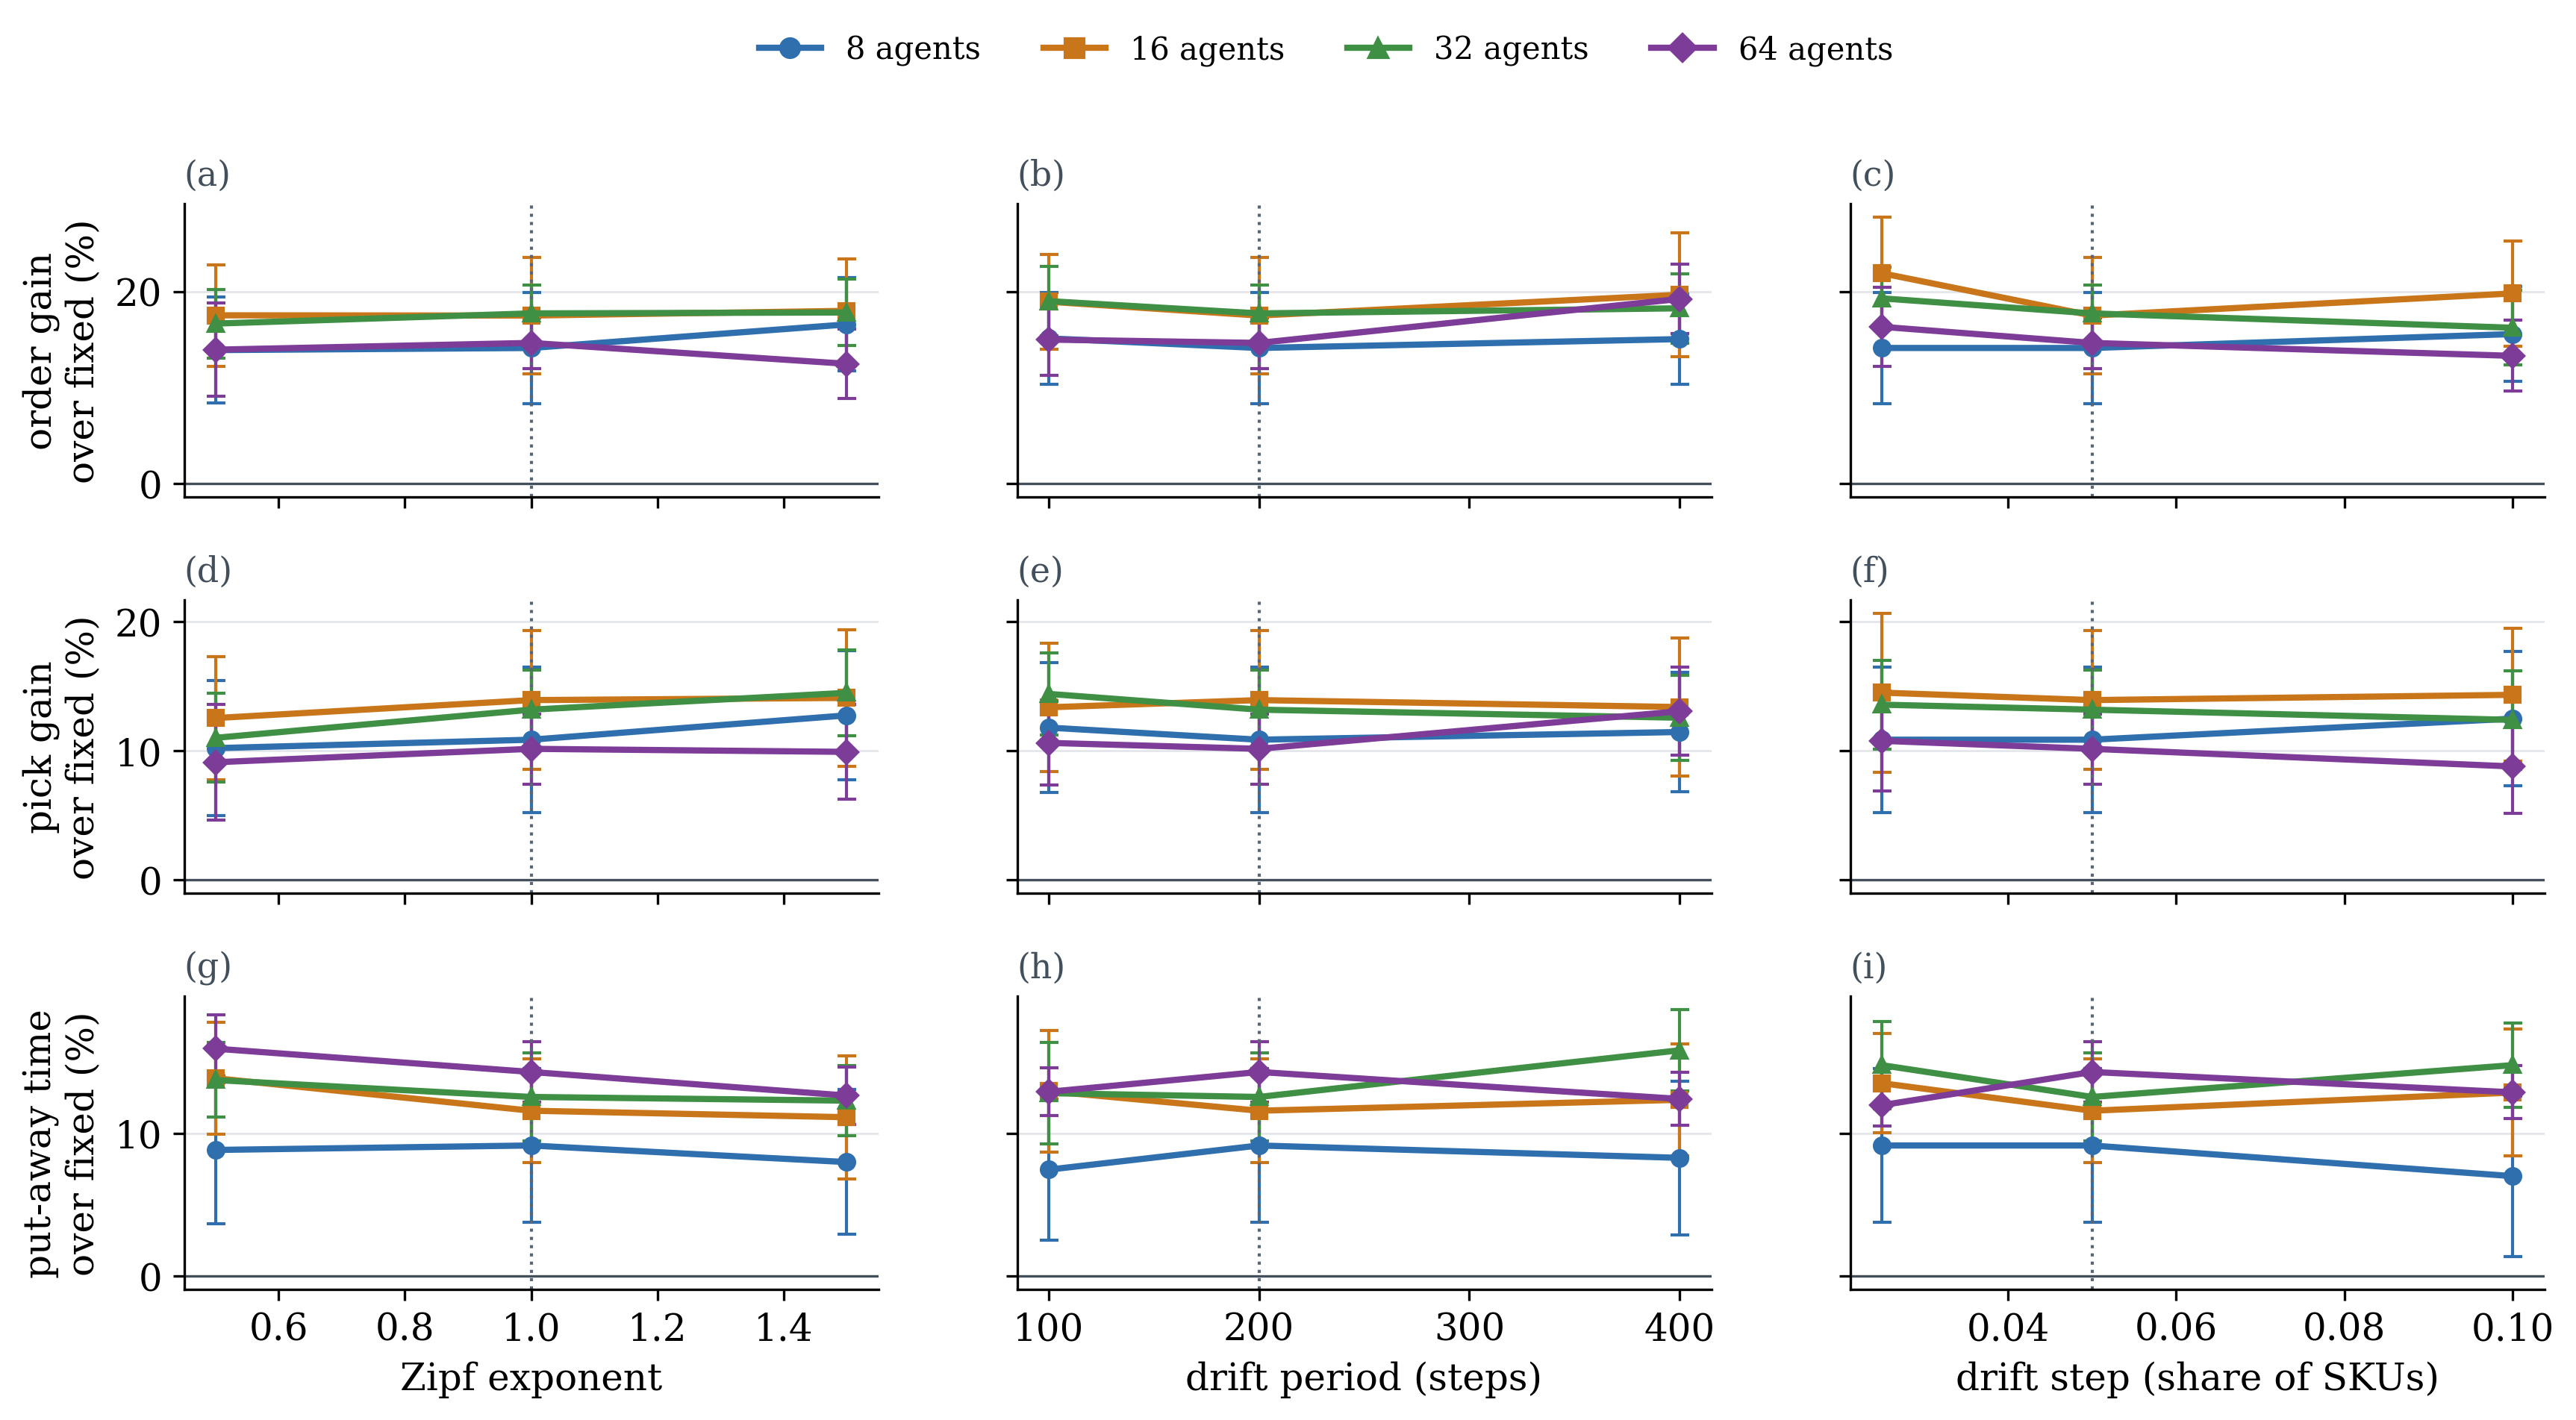 8 agents 16 agents 32 agents 64 agents
(a) (b) (c)
order gain
over fixed (%)
20
0
(d) (e) (f)
pick gain
over fixed (%)
20
10
0
(g) (h) (i)
put-away time
over fixed (%)
10
0
0.6 0.8 1.0 1.2 1.4 100 200 300 400 0.04 0.06 0.08 0.10
Zipf exponent drift period (steps) drift step (share of SKUs)